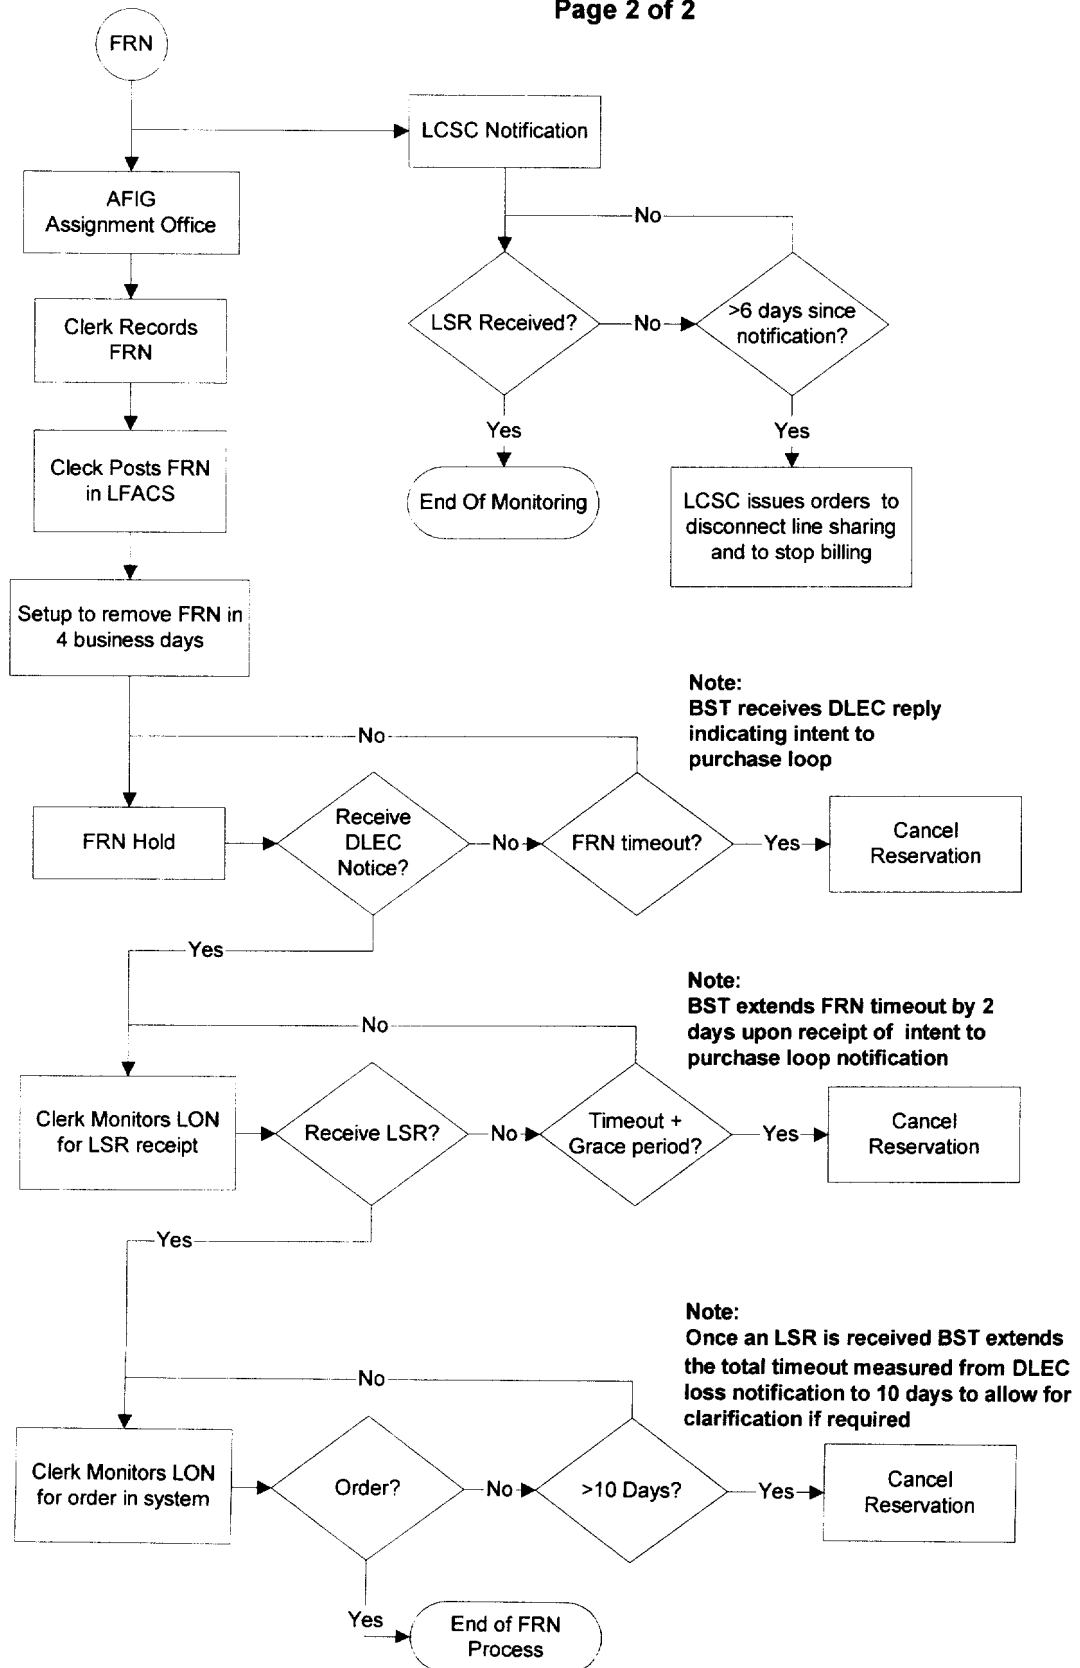 Page 2 of 2
FRN
LCSC Notification
AFIG
Assignment Office
No
Clerk Records
FRN
LSR Received?
No
>6 days since
notification?
Yes
Yes
Cleck Posts FRN
in LFACS
End Of Monitoring
LCSC issues orders to
disconnect line sharing
and to stop billing
Setup to remove FRN in
4 business days
Note:
BST receives DLEC reply
indicating intent to
purchase loop
No
FRN Hold
Receive
DLEC
Notice?
No
FRN timeout?
Yes
Cancel
Reservation
Yes
Note:
BST extends FRN timeout by 2
days upon receipt of intent to
purchase loop notification
No
Clerk Monitors LON
for LSR receipt
Receive LSR?
No
Timeout +
Grace period?
Yes
Cancel
Reservation
Yes
Note:
Once an LSR is received BST extends
the total timeout measured from DLEC
loss notification to 10 days to allow for
clarification if required
No
Clerk Monitors LON
for order in system
Order?
No
>10 Days?
Yes
Cancel
Reservation
Yes
End of FRN
Process